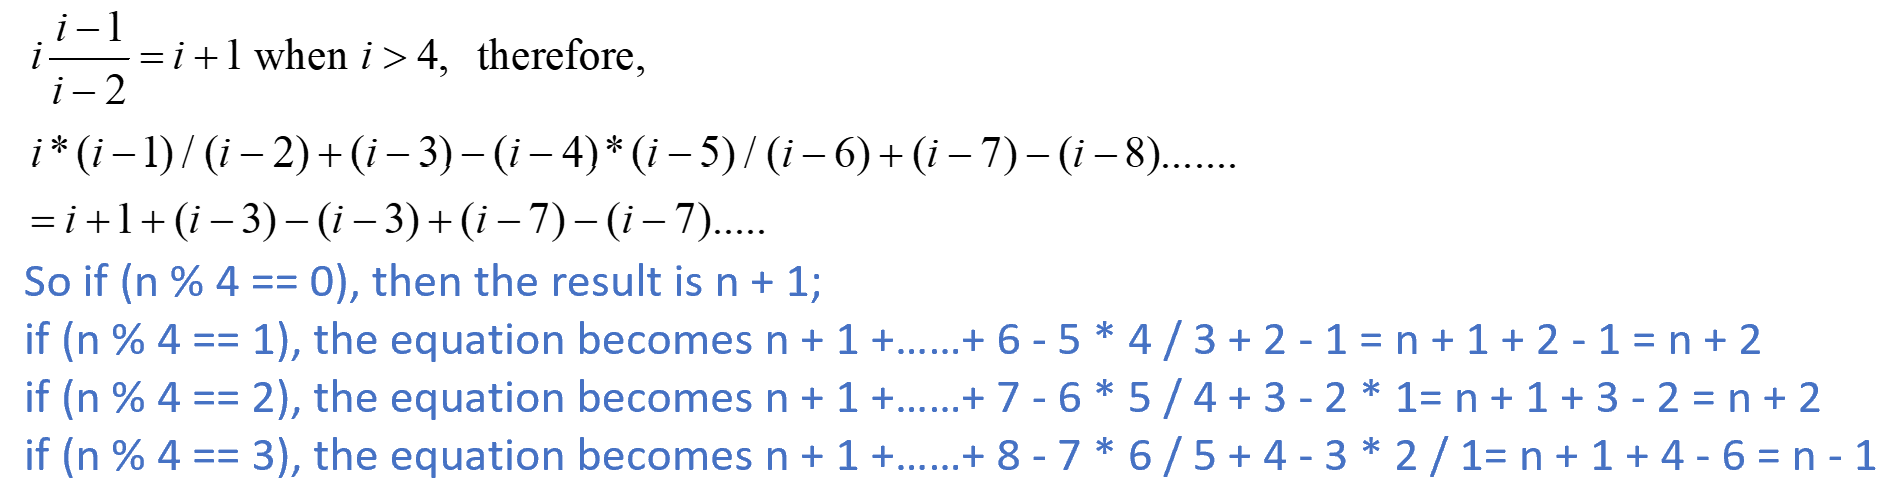 i (i − 1)/(i − 2) = i + 1 when i > 4, therefore,
i * (i − 1) / (i − 2) + (i − 3) − (i − 4) * (i − 5) / (i − 6) + (i − 7) − (i − 8).......
= i + 1 + (i − 3) − (i − 3) + (i − 7) − (i − 7).....
So if (n % 4 == 0), then the result is n + 1;
if (n % 4 == 1), the equation becomes n + 1 +......+ 6 - 5 * 4 / 3 + 2 - 1 = n + 1 + 2 - 1 = n + 2
if (n % 4 == 2), the equation becomes n + 1 +......+ 7 - 6 * 5 / 4 + 3 - 2 * 1= n + 1 + 3 - 2 = n + 2
if (n % 4 == 3), the equation becomes n + 1 +......+ 8 - 7 * 6 / 5 + 4 - 3 * 2 / 1= n + 1 + 4 - 6 = n - 1